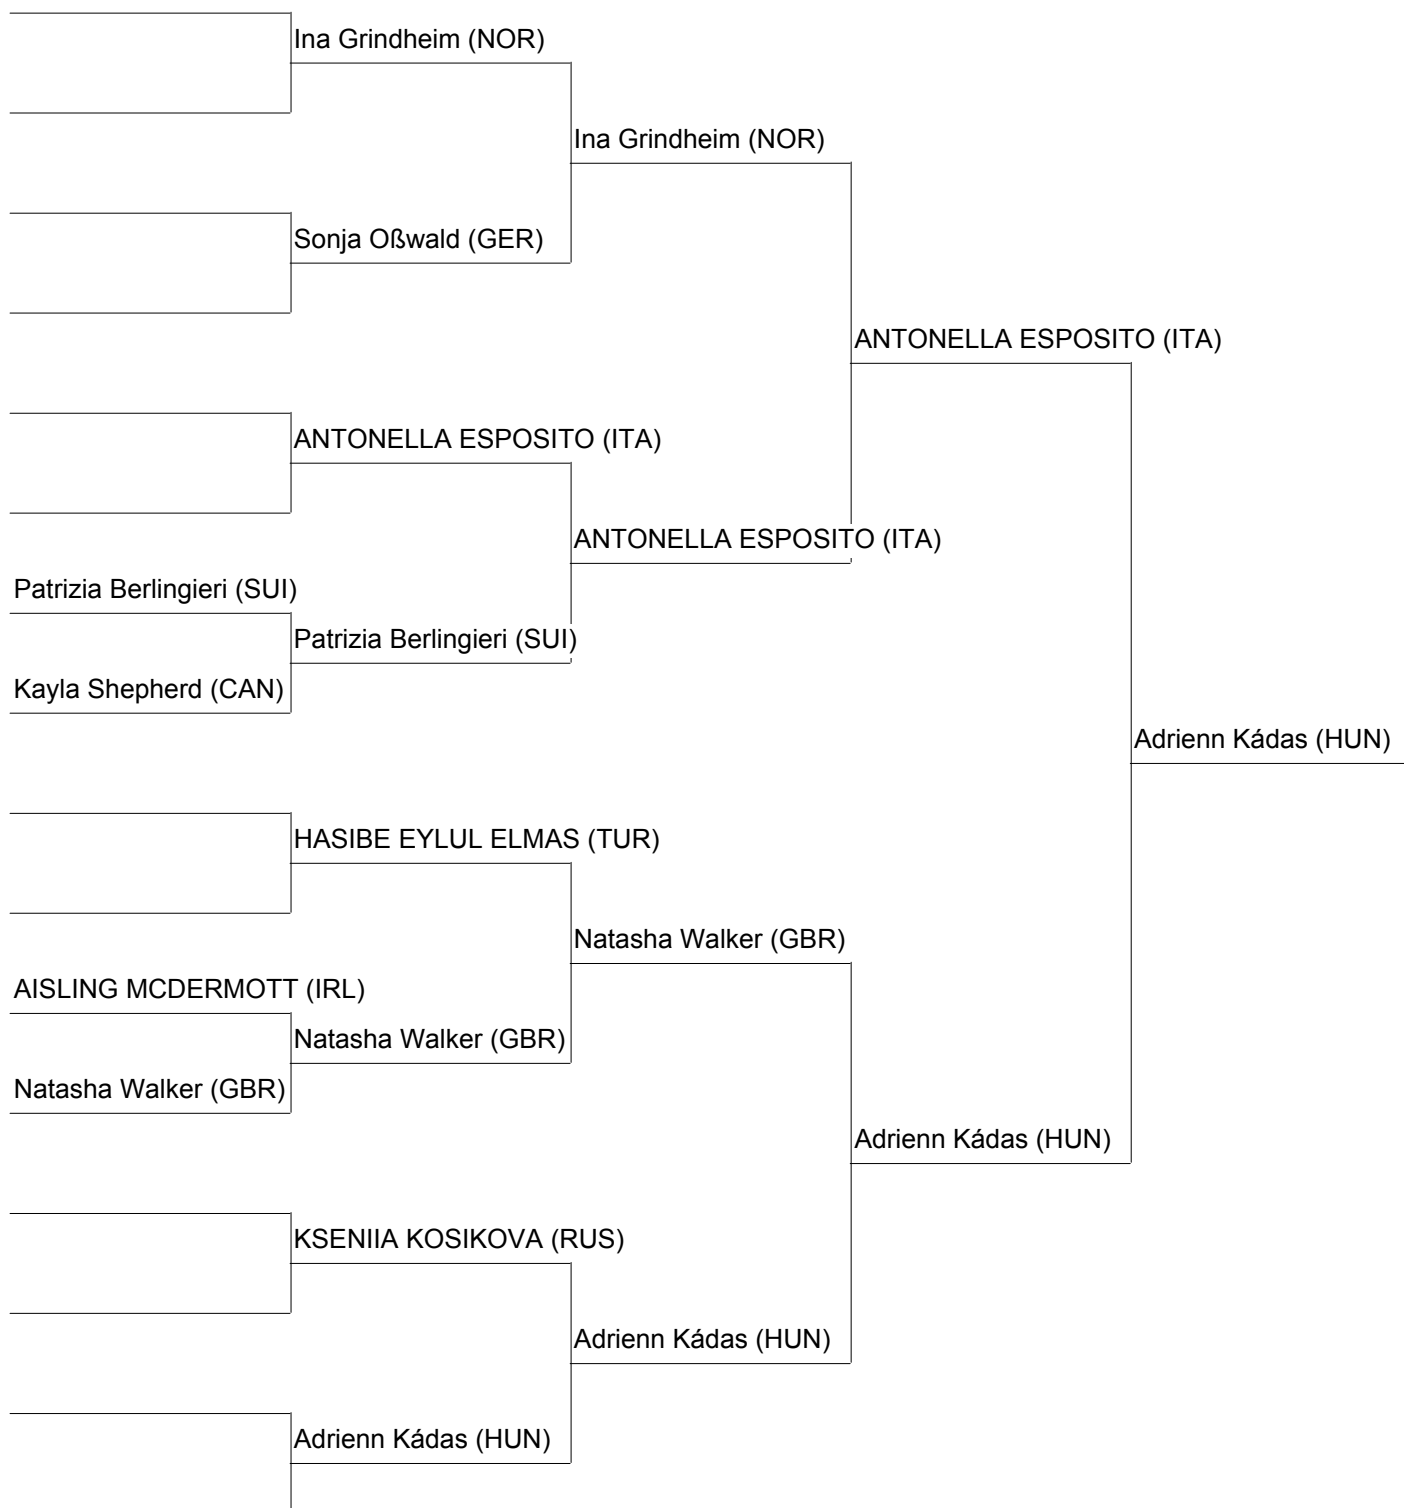 Ina Grindheim (NOR)
Ina Grindheim (NOR)
Sonja Oßwald (GER)
ANTONELLA ESPOSITO (ITA)
ANTONELLA ESPOSITO (ITA)
ANTONELLA ESPOSITO (ITA)
Patrizia Berlingieri (SUI)
Patrizia Berlingieri (SUI)
Kayla Shepherd (CAN)
Adrienn Kádas (HUN)
HASIBE EYLUL ELMAS (TUR)
Natasha Walker (GBR)
AISLING MCDERMOTT (IRL)
Natasha Walker (GBR)
Natasha Walker (GBR)
Adrienn Kádas (HUN)
KSENIIA KOSIKOVA (RUS)
Adrienn Kádas (HUN)
Adrienn Kádas (HUN)